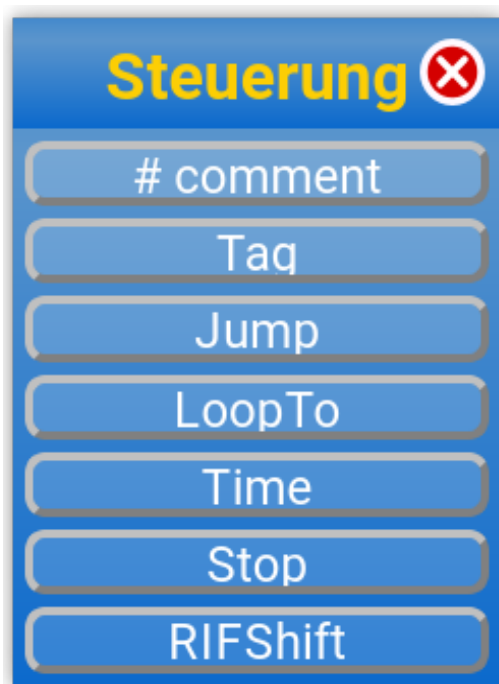 Steuerung
# comment
Tag
Jump
LoopTo
Time
Stop
RIFShift